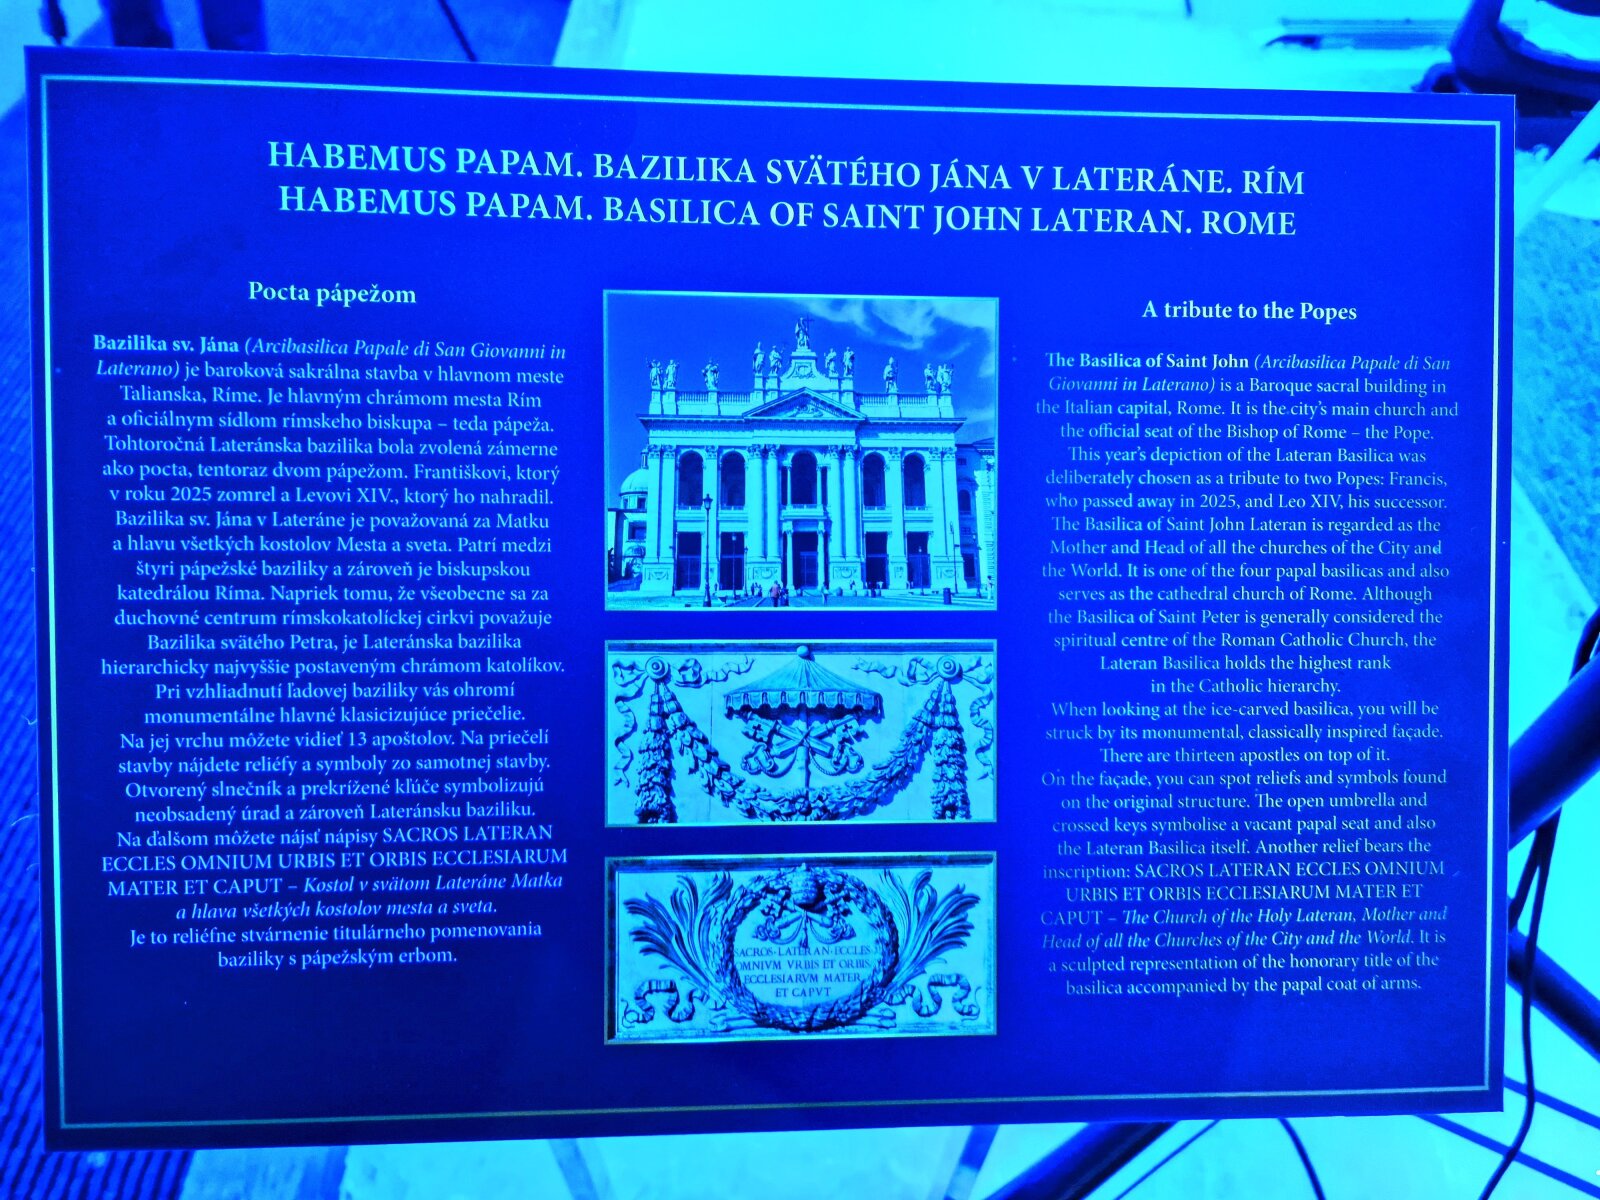 HABEMUS PAPAM. BAZILIKA SVÄTÉHO JÁNA V LATERÁNE. RÍM
HABEMUS PAPAM. BASILICA OF SAINT JOHN LATERAN. ROME
Pocta pápežom
Bazilika sv. Jána (Arcibasilica Papale di San Giovanni in
Laterano) je baroková sakrálna stavba v hlavnom meste
Talianska, Ríme. Je hlavným chrámom mesta Rím
a oficiálnym sídlom rímskeho biskupa – teda pápeža.
Tohtoročná Lateránska bazilika bola zvolená zámerne
ako pocta, tentoraz dvom pápežom. Františkovi, ktorý
v roku 2025 zomrel a Levovi XIV., ktorý ho nahradil.
Bazilika sv. Jána v Lateráne je považovaná za Matku
a hlavu všetkých kostolov Mesta a sveta. Patrí medzi
štyri pápežské baziliky a zároveň je biskupskou
katedrálou Ríma. Napriek tomu, že všeobecne sa za
duchovné centrum rímskokatolíckej cirkvi považuje
Bazilika svätého Petra, je Lateránska bazilika
hierarchicky najvyššie postaveným chrámom katolíkov.
Pri vzhliadnutí ľadovej baziliky vás ohromí
monumentálne hlavné klasicizujúce priečelie.
Na jej vrchu môžete vidieť 13 apoštolov. Na priečelí
stavby nájdete reliéfy a symboly zo samotnej stavby.
Otvorený slnečník a prekrížené kľúče symbolizujú
neobsadený úrad a zároveň Lateránsku baziliku.
Na ďalšom môžete nájsť nápisy SACROS LATERAN
ECCLES OMNIUM URBIS ET ORBIS ECCLESIARUM
MATER ET CAPUT – Kostol v svätom Lateráne Matka
a hlava všetkých kostolov mesta a sveta.
Je to reliéfne stvárnenie titulárneho pomenovania
baziliky s pápežským erbom.
SACROS·LATERAN·ECCLES
OMNIVM VRBIS ET ORBIS
ECCLESIARVM MATER
ET CAPVT
A tribute to the Popes
The Basilica of Saint John (Arcibasilica Papale di San
Giovanni in Laterano) is a Baroque sacral building in
the Italian capital, Rome. It is the city's main church and
the official seat of the Bishop of Rome – the Pope.
This year's depiction of the Lateran Basilica was
deliberately chosen as a tribute to two Popes: Francis,
who passed away in 2025, and Leo XIV, his successor.
The Basilica of Saint John Lateran is regarded as the
Mother and Head of all the churches of the City and
the World. It is one of the four papal basilicas and also
serves as the cathedral church of Rome. Although
the Basilica of Saint Peter is generally considered the
spiritual centre of the Roman Catholic Church, the
Lateran Basilica holds the highest rank
in the Catholic hierarchy.
When looking at the ice-carved basilica, you will be
struck by its monumental, classically inspired façade.
There are thirteen apostles on top of it.
On the façade, you can spot reliefs and symbols found
on the original structure. The open umbrella and
crossed keys symbolise a vacant papal seat and also
the Lateran Basilica itself. Another relief bears the
inscription: SACROS LATERAN ECCLES OMNIUM
URBIS ET ORBIS ECCLESIARUM MATER ET
CAPUT – The Church of the Holy Lateran, Mother and
Head of all the Churches of the City and the World. It is
a sculpted representation of the honorary title of the
basilica accompanied by the papal coat of arms.